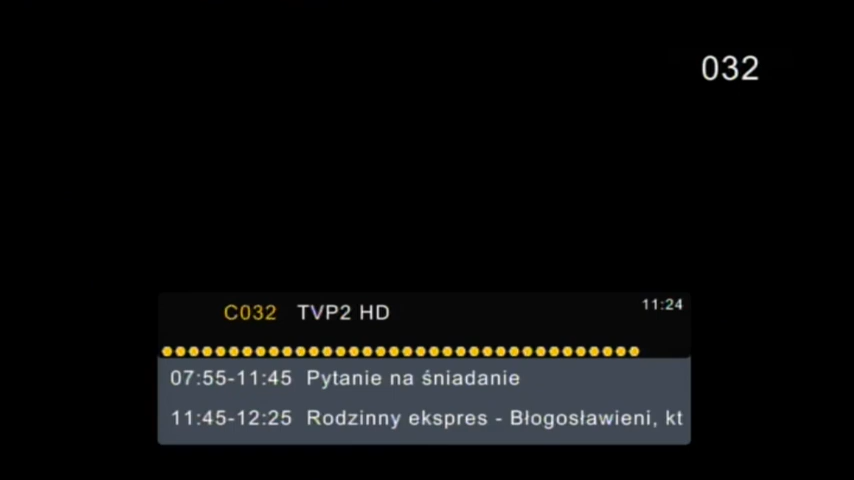 032
C032 TVP2 HD 11:24
07:55-11:45 Pytanie na śniadanie
11:45-12:25 Rodzinny ekspres - Błogosławieni, kt